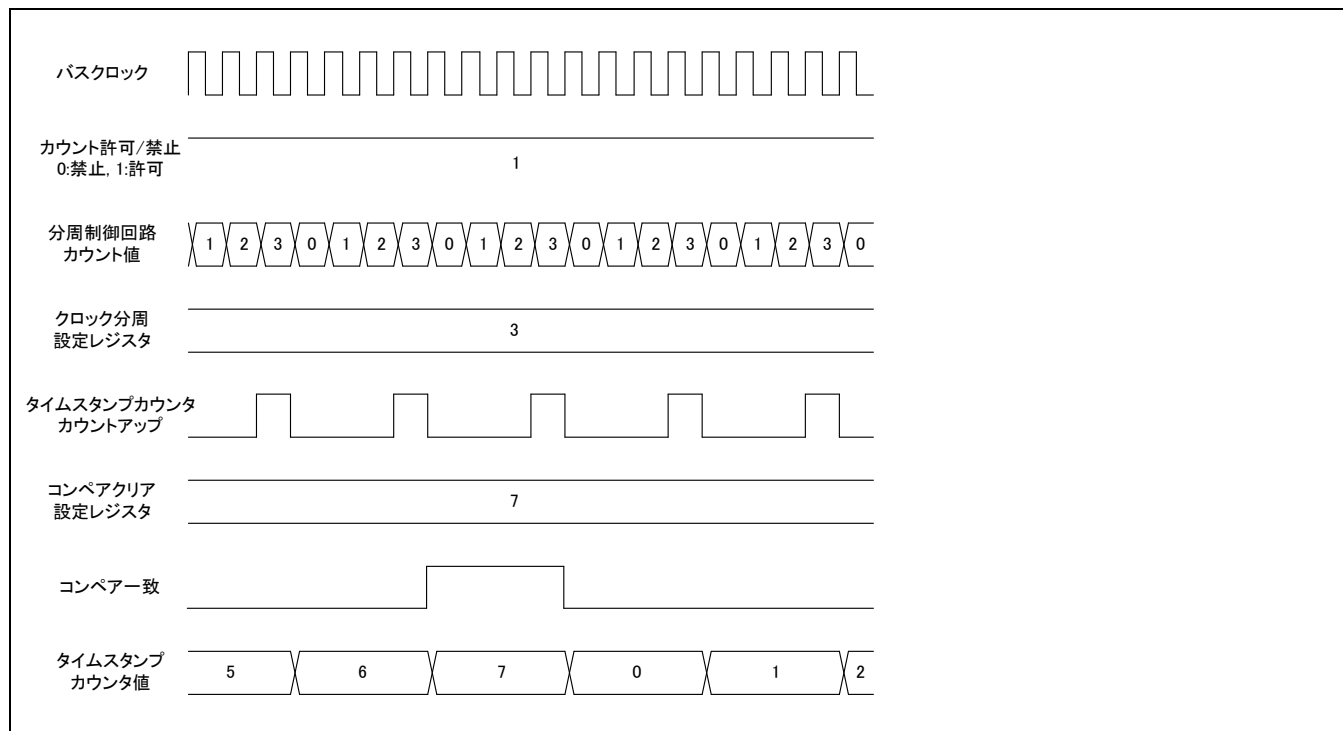 バスクロック
カウント許可/禁止
0:禁止, 1:許可
1
分周制御回路
カウント値
1 2 3 0 1 2 3 0 1 2 3 0 1 2 3 0 1 2 3 0
クロック分周
設定レジスタ
3
タイムスタンプカウンタ
カウントアップ
コンペアクリア
設定レジスタ
7
コンペア一致
タイムスタンプ
カウンタ値
5 6 7 0 1 2